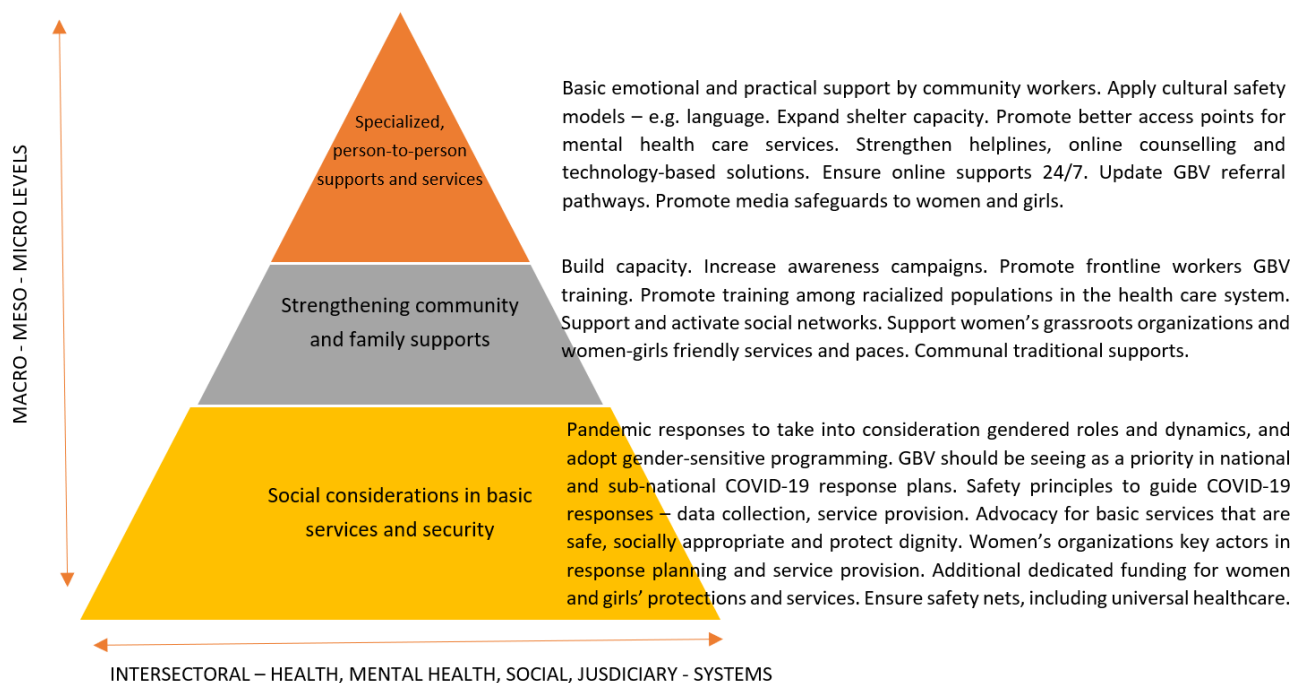 Specialized,
person-to-person
supports and services
Basic emotional and practical support by community workers. Apply cultural safety
models – e.g. language. Expand shelter capacity. Promote better access points for
mental health care services. Strengthen helplines, online counselling and
technology-based solutions. Ensure online supports 24/7. Update GBV referral
pathways. Promote media safeguards to women and girls.
Strengthening community
and family supports
Build capacity. Increase awareness campaigns. Promote frontline workers GBV
training. Promote training among racialized populations in the health care system.
Support and activate social networks. Support women's grassroots organizations and
women-girls friendly services and paces. Communal traditional supports.
Social considerations in basic
services and security
Pandemic responses to take into consideration gendered roles and dynamics, and
adopt gender-sensitive programming. GBV should be seeing as a priority in national
and sub-national COVID-19 response plans. Safety principles to guide COVID-19
responses – data collection, service provision. Advocacy for basic services that are
safe, socially appropriate and protect dignity. Women's organizations key actors in
response planning and service provision. Additional dedicated funding for women
and girls' protections and services. Ensure safety nets, including universal healthcare.
MACRO - MESO - MICRO LEVELS
INTERSECTORAL – HEALTH, MENTAL HEALTH, SOCIAL, JUSDICIARY - SYSTEMS